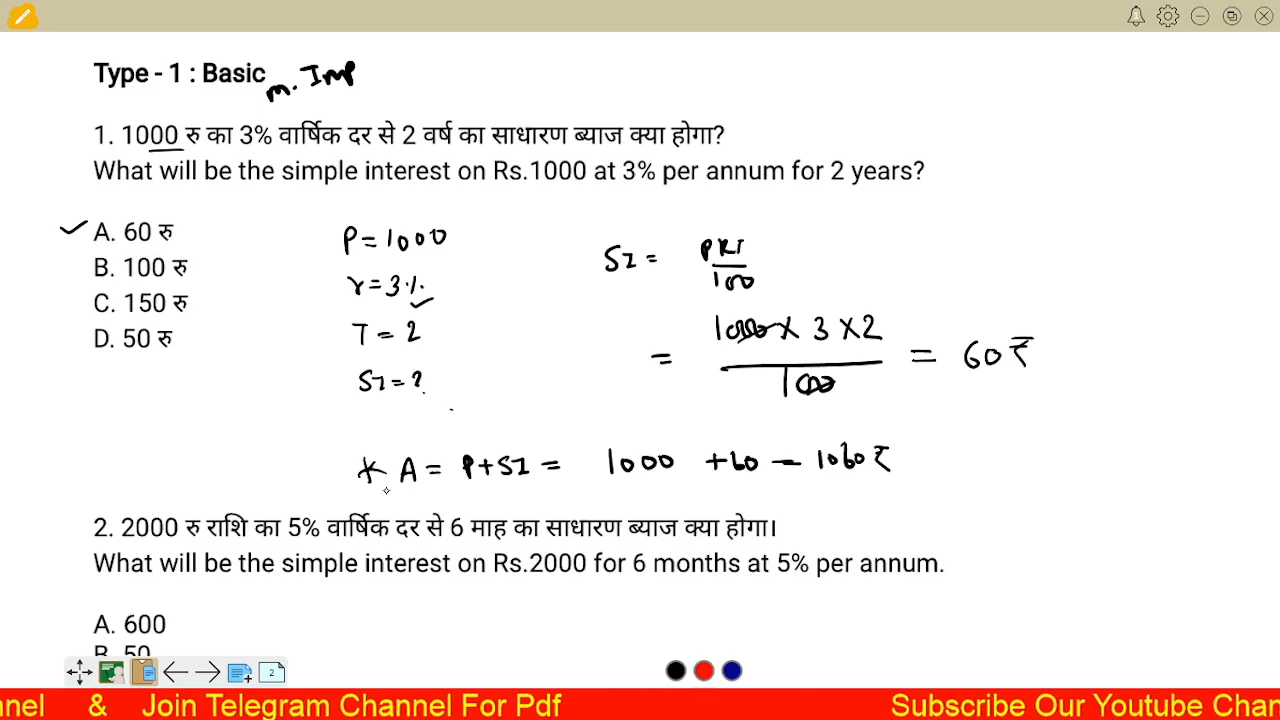 Type - 1 : Basic m. Imp
1. 1000 रु का 3% वार्षिक दर से 2 वर्ष का साधारण ब्याज क्या होगा?
What will be the simple interest on Rs.1000 at 3% per annum for 2 years?
A. 60 रु
B. 100 रु
C. 150 रु
D. 50 रु
P = 1000
r = 3%
T = 2
SI = ?
SI = PRT
100
= 1000 x 3 x 2
100
= 60 ₹
* A = P+SI = 1000 +60 = 1060 ₹
2. 2000 रु राशि का 5% वार्षिक दर से 6 माह का साधारण ब्याज क्या होगा।
What will be the simple interest on Rs.2000 for 6 months at 5% per annum.
A. 600
B. 50
2
nnel & Join Telegram Channel For Pdf Subscribe Our Youtube Chan